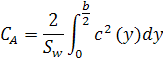 C_A = \frac{2}{S_w} \int_0^{\frac{b}{2}} c^2 (y) dy